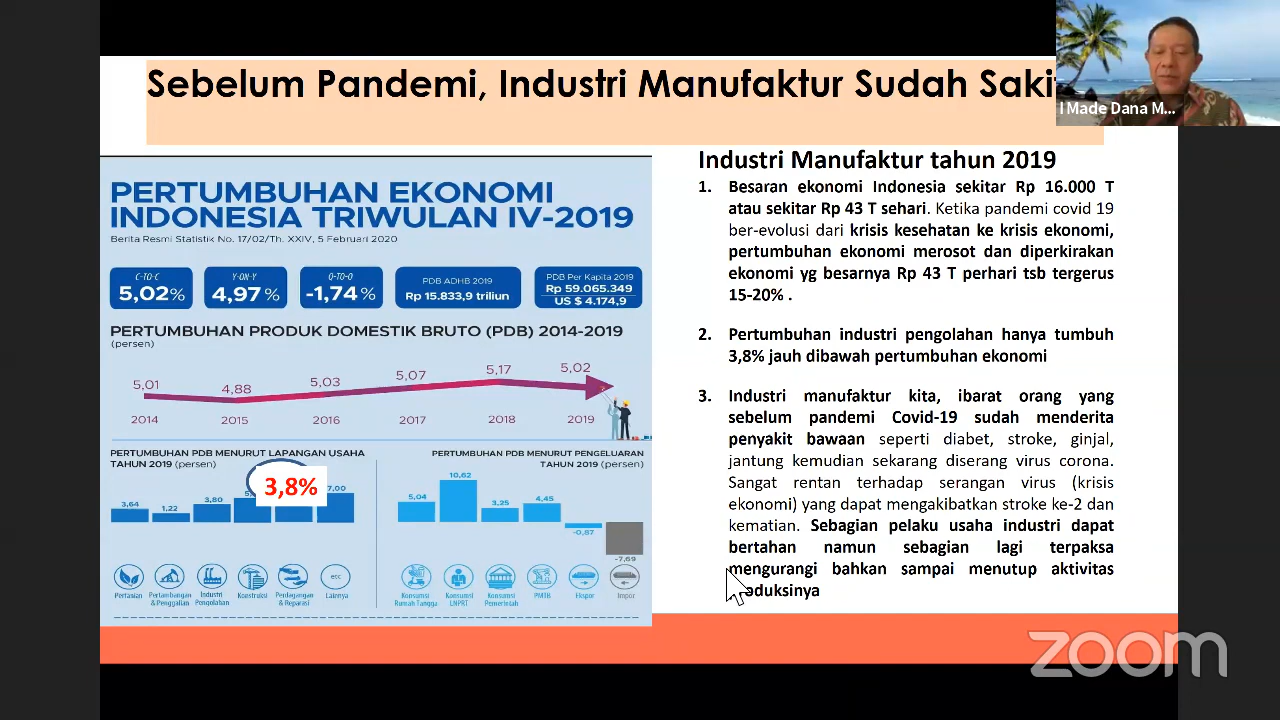 Sebelum Pandemi, Industri Manufaktur Sudah
I Made Dana M...
PERTUMBUHAN EKONOMI
INDONESIA TRIWULAN IV-2019
Berita Resmi Statistik No. 17/02/Th. XXIV, 5 Februari 2020
C-TO-C
5,02%
Y-ON-Y
4,97 %
Q-TO-Q
-1,74%
PDB ADHB 2019
Rp 15.833,9 triliun
PDB Per Kapita 2019
Rp 59.065.349
US $ 4.174,9
PERTUMBUHAN PRODUK DOMESTIK BRUTO (PDB) 2014-2019
(persen)
5,01 4,88 5,03 5,07 5,17 5,02
2014 2015 2016 2017 2018 2019
PERTUMBUHAN PDB MENURUT LAPANGAN USAHA
TAHUN 2019 (persen)
3,8%
3,64 1,22 3,80 7,00
Pertanian
Pertambangan
& Penggalian
Industri
Pengolahan
Konstruksi
Perdagangan
& Reparasi
ecc
Lainnya
PERTUMBUHAN PDB MENURUT PENGELUARAN
TAHUN 2019 (persen)
5,04 10,62 3,25 4,45 -0,87 -7,69
Konsumsi
Rumah Tangga
Konsumsi
LNPRT
Konsumsi
Pemerintah
PMTB
Ekspor
Impor
Industri Manufaktur tahun 2019
1. Besaran ekonomi Indonesia sekitar Rp 16.000 T
atau sekitar Rp 43 T sehari. Ketika pandemi covid 19
ber-evolusi dari krisis kesehatan ke krisis ekonomi,
pertumbuhan ekonomi merosot dan diperkirakan
ekonomi yg besarnya Rp 43 T perhari tsb tergerus
15-20% .
2. Pertumbuhan industri pengolahan hanya tumbuh
3,8% jauh dibawah pertumbuhan ekonomi
3. Industri manufaktur kita, ibarat orang yang
sebelum pandemi Covid-19 sudah menderita
penyakit bawaan seperti diabet, stroke, ginjal,
jantung kemudian sekarang diserang virus corona.
Sangat rentan terhadap serangan virus (krisis
ekonomi) yang dapat mengakibatkan stroke ke-2 dan
kematian. Sebagian pelaku usaha industri dapat
bertahan namun sebagian lagi terpaksa
mengurangi bahkan sampai menutup aktivitas
zoom